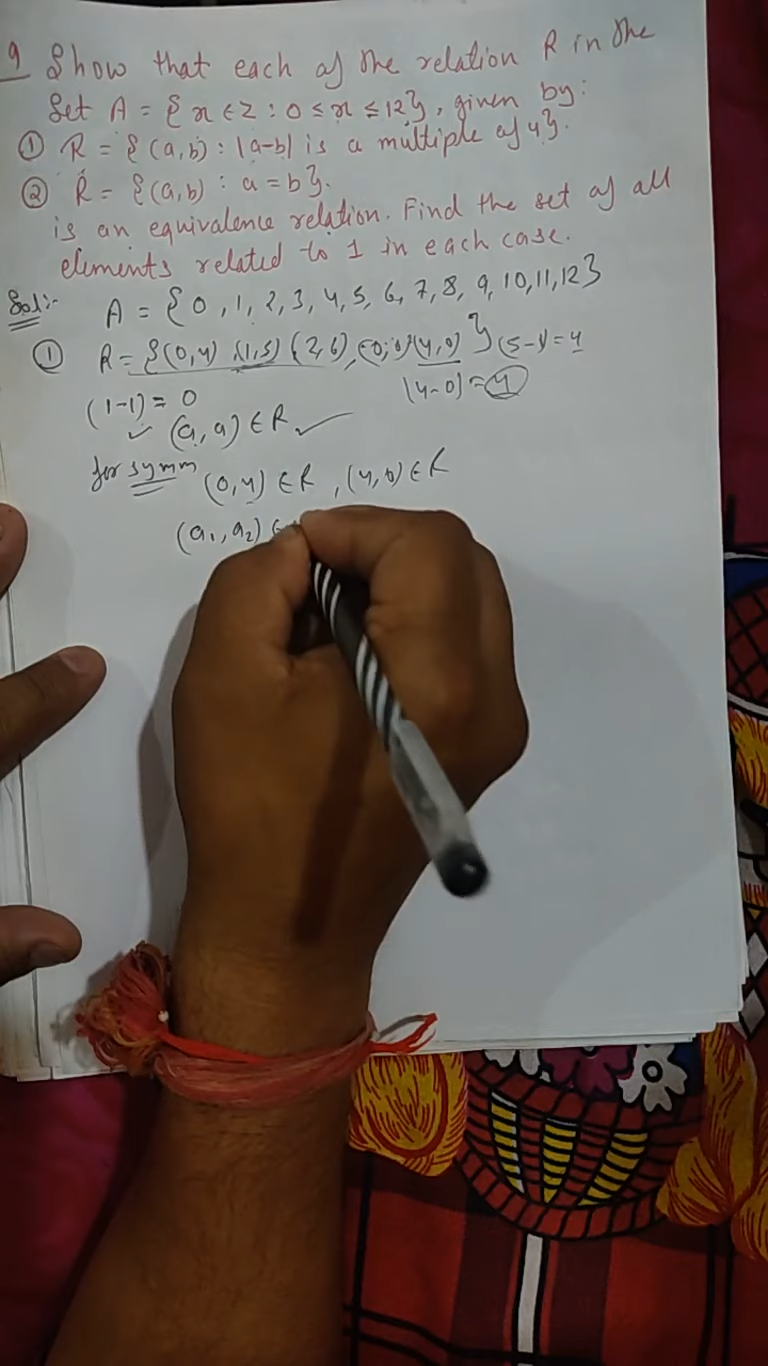 9 Show that each of the relation R in the
Set A = { x ∈ Z : 0 ≤ x ≤ 12}, given by:
① R = { (a,b) : |a-b| is a multiple of 4}.
② R = {(a,b) : a = b}.
is an equivalence relation. Find the set of all
elements related to 1 in each case.
Sol:- A = { 0, 1, 2, 3, 4, 5, 6, 7, 8, 9, 10, 11, 12 }
① R = {(0,4) (1,5) (2,6), (0,0) (4,0) } (5-1) = 4
(1-1) = 0 |4-0| = 4
✓ (a, a) ∈ R ✓
for symm (0,4) ∈ R , (4,0) ∈ R
(a₁, a₂) ∈